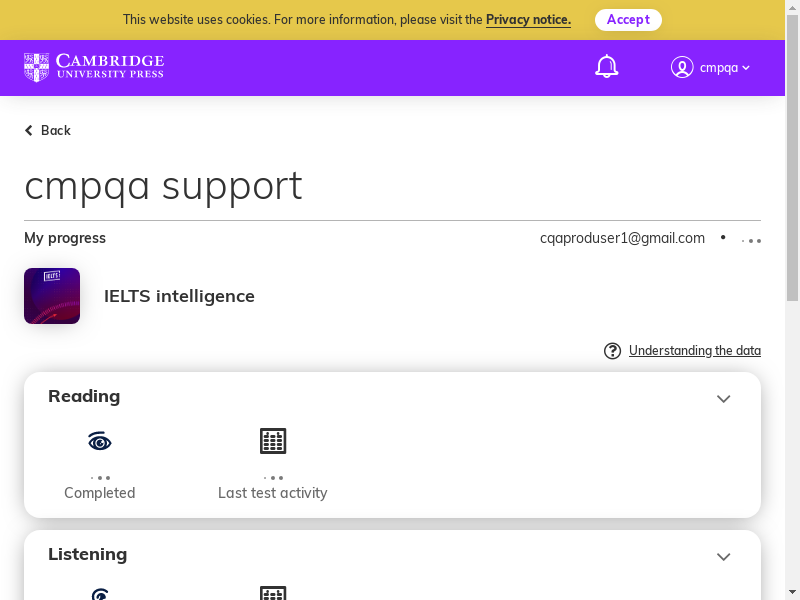 This website uses cookies. For more information, please visit the Privacy notice. Accept
CAMBRIDGE
UNIVERSITY PRESS
cmpqa
Back
cmpqa support
My progress cqaproduser1@gmail.com •
IELTS
IELTS intelligence
Understanding the data
Reading
Completed Last test activity
Listening